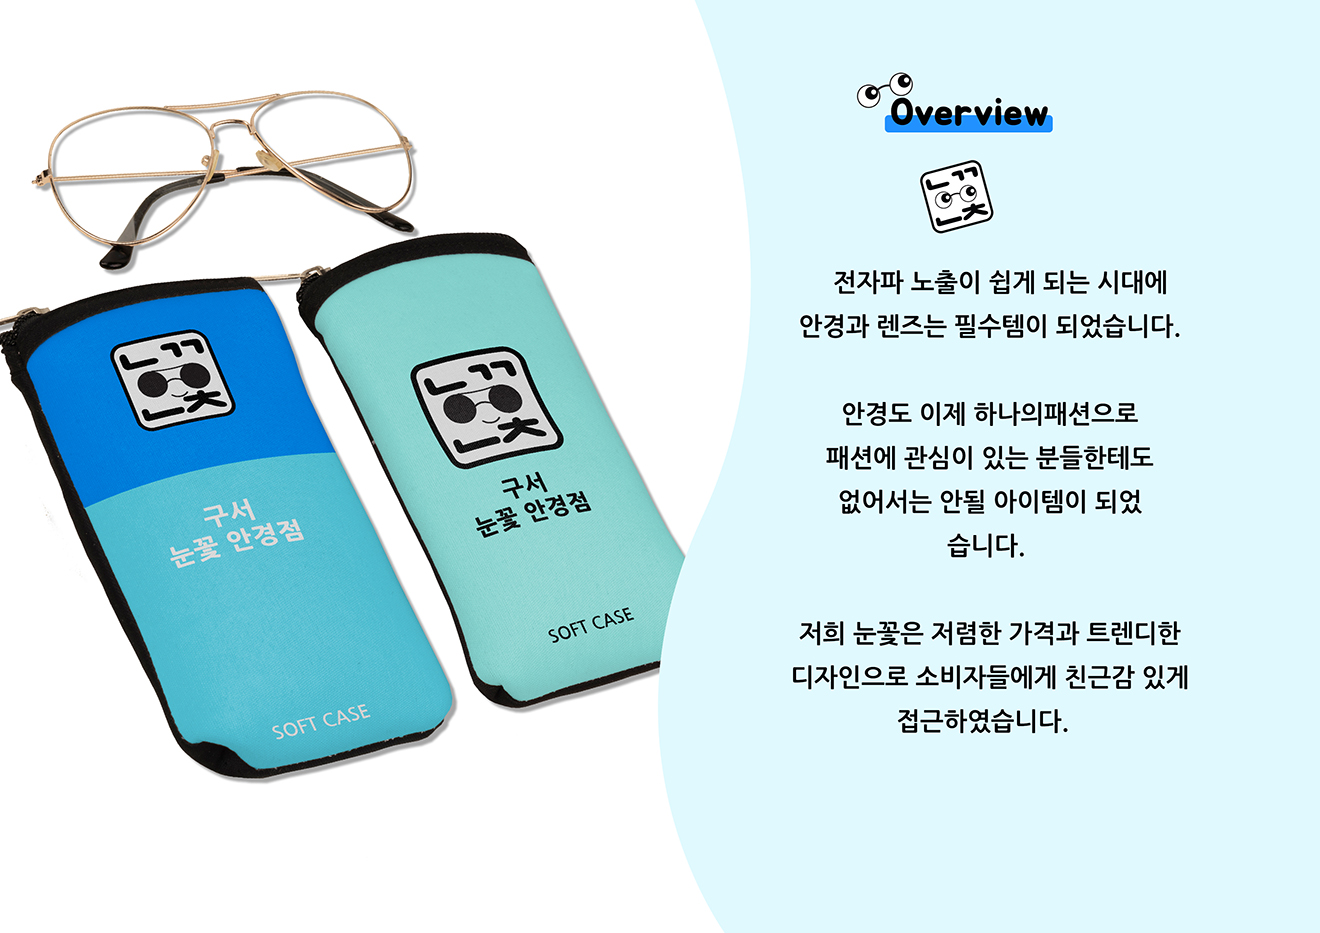 Overview
ㄴㄲ
ㄴㅊ
전자파 노출이 쉽게 되는 시대에
안경과 렌즈는 필수템이 되었습니다.
안경도 이제 하나의패션으로
패션에 관심이 있는 분들한테도
없어서는 안될 아이템이 되었
습니다.
저희 눈꽃은 저렴한 가격과 트렌디한
디자인으로 소비자들에게 친근감 있게
접근하였습니다.
ㄴㄲ
ㄴㅊ
구서
눈꽃 안경점
SOFT CASE
ㄴㄲ
ㄴㅊ
구서
눈꽃 안경점
SOFT CASE